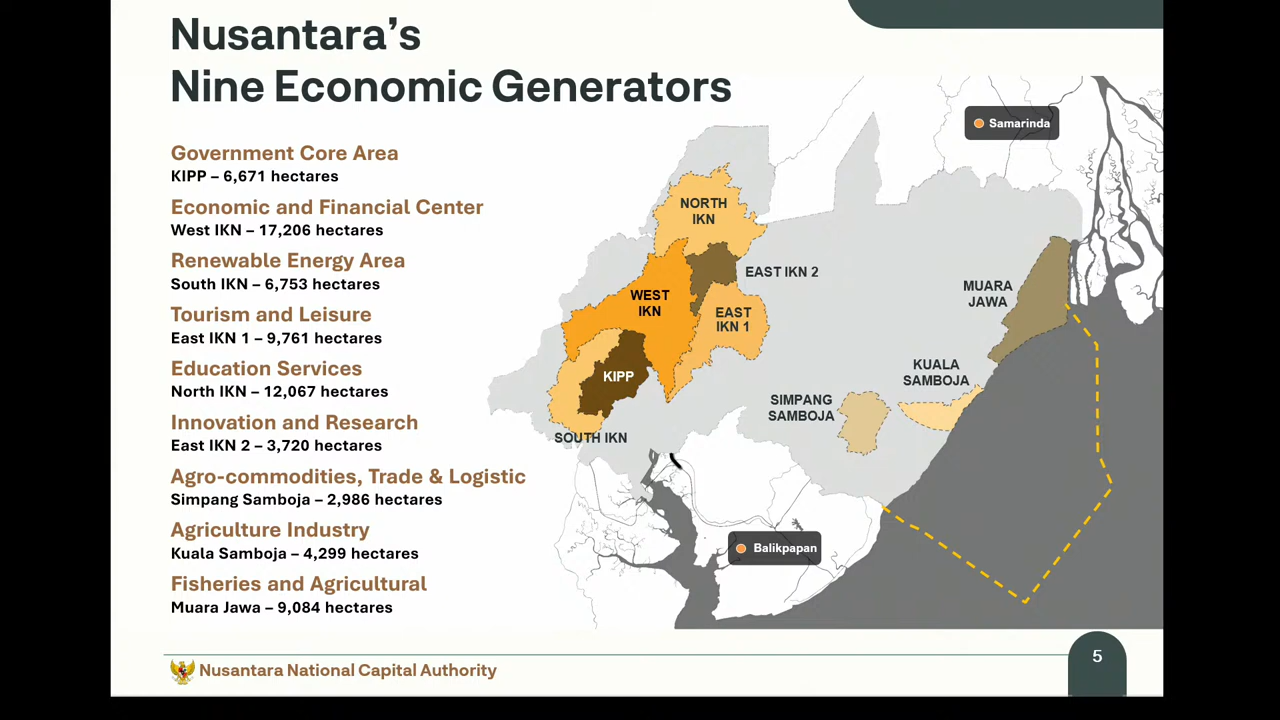 Nusantara's
Nine Economic Generators
Government Core Area
KIPP – 6,671 hectares
Economic and Financial Center
West IKN – 17,206 hectares
Renewable Energy Area
South IKN – 6,753 hectares
Tourism and Leisure
East IKN 1 – 9,761 hectares
Education Services
North IKN – 12,067 hectares
Innovation and Research
East IKN 2 – 3,720 hectares
Agro-commodities, Trade & Logistic
Simpang Samboja – 2,986 hectares
Agriculture Industry
Kuala Samboja – 4,299 hectares
Fisheries and Agricultural
Muara Jawa – 9,084 hectares
Samarinda
NORTH
IKN
EAST IKN 2
WEST
IKN
EAST
IKN 1
MUARA
JAWA
KIPP
KUALA
SAMBOJA
SIMPANG
SAMBOJA
SOUTH IKN
Balikpapan
Nusantara National Capital Authority
5